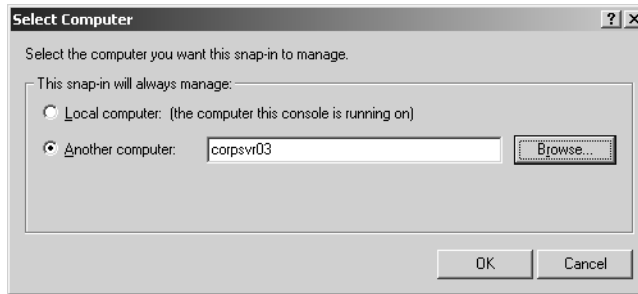 Select Computer
Select the computer you want this snap-in to manage.
This snap-in will always manage:
Local computer: (the computer this console is running on)
Another computer: corpsvr03 Browse...
OK Cancel